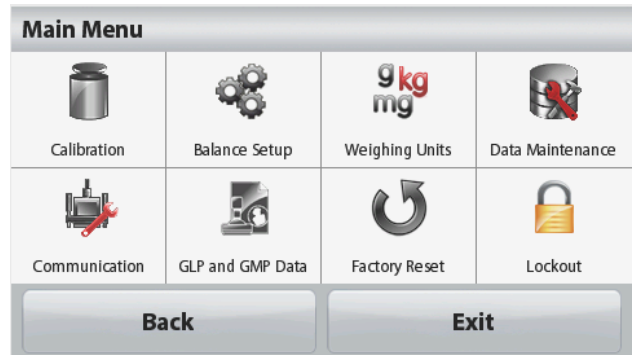 Main Menu
g kg
mg
Calibration
Balance Setup
Weighing Units
Data Maintenance
Communication
GLP and GMP Data
Factory Reset
Lockout
Back
Exit